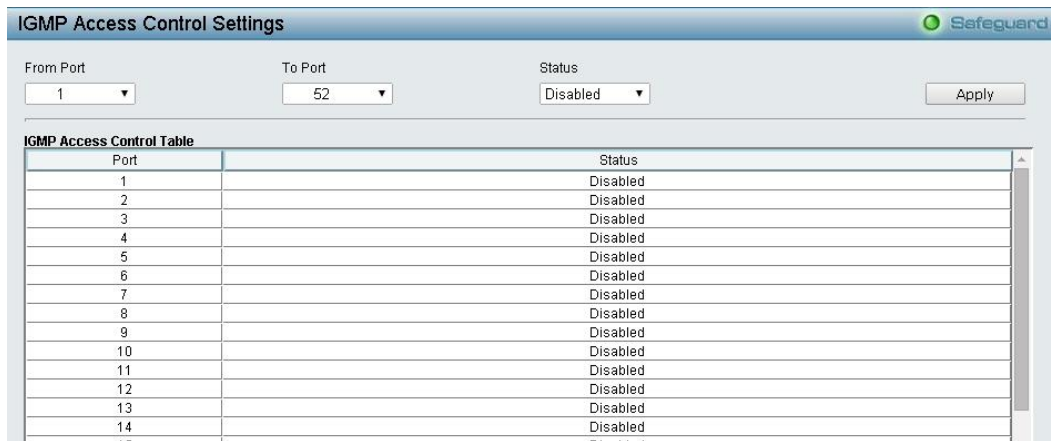 IGMP Access Control Settings
Safeguard
From Port To Port Status
1 52 Disabled Apply
IGMP Access Control Table
Port Status
1 Disabled
2 Disabled
3 Disabled
4 Disabled
5 Disabled
6 Disabled
7 Disabled
8 Disabled
9 Disabled
10 Disabled
11 Disabled
12 Disabled
13 Disabled
14 Disabled